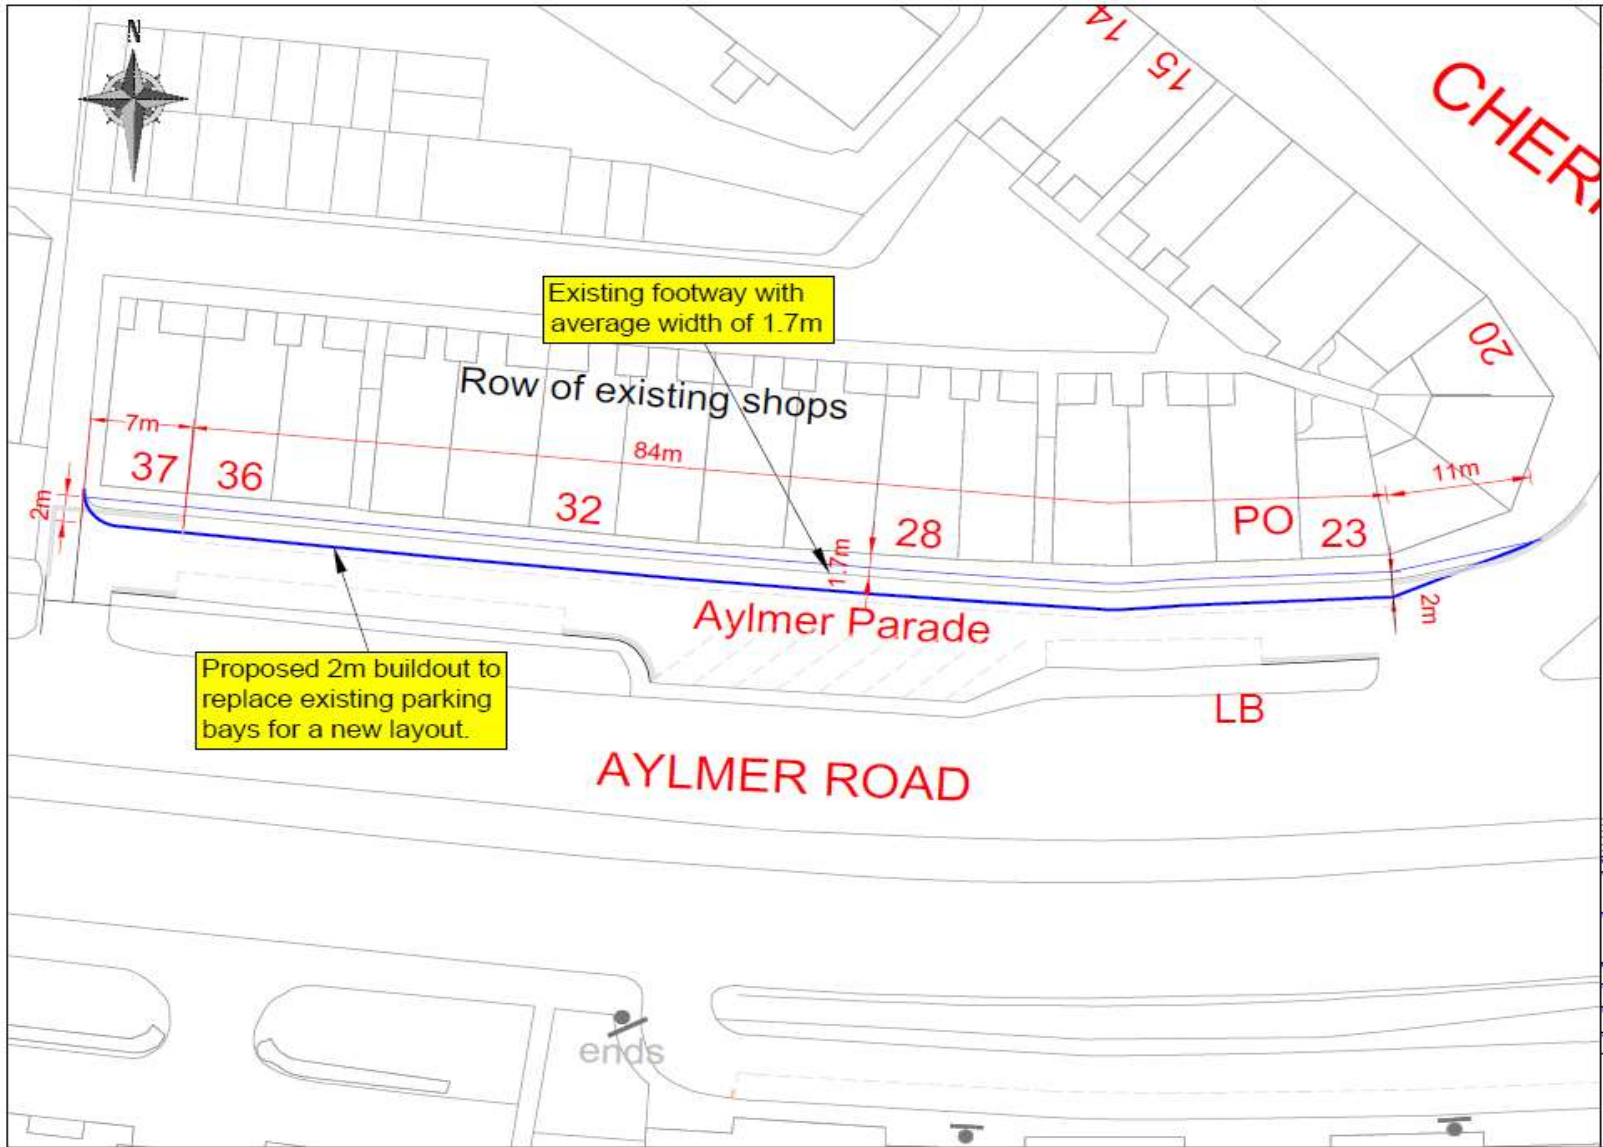 N
14
15
CHER
20
Existing footway with
average width of 1.7m
Row of existing shops
7m
84m
11m
37
36
32
28
PO
23
2m
1.7m
2m
Aylmer Parade
Proposed 2m buildout to
replace existing parking
bays for a new layout.
LB
AYLMER ROAD
ends